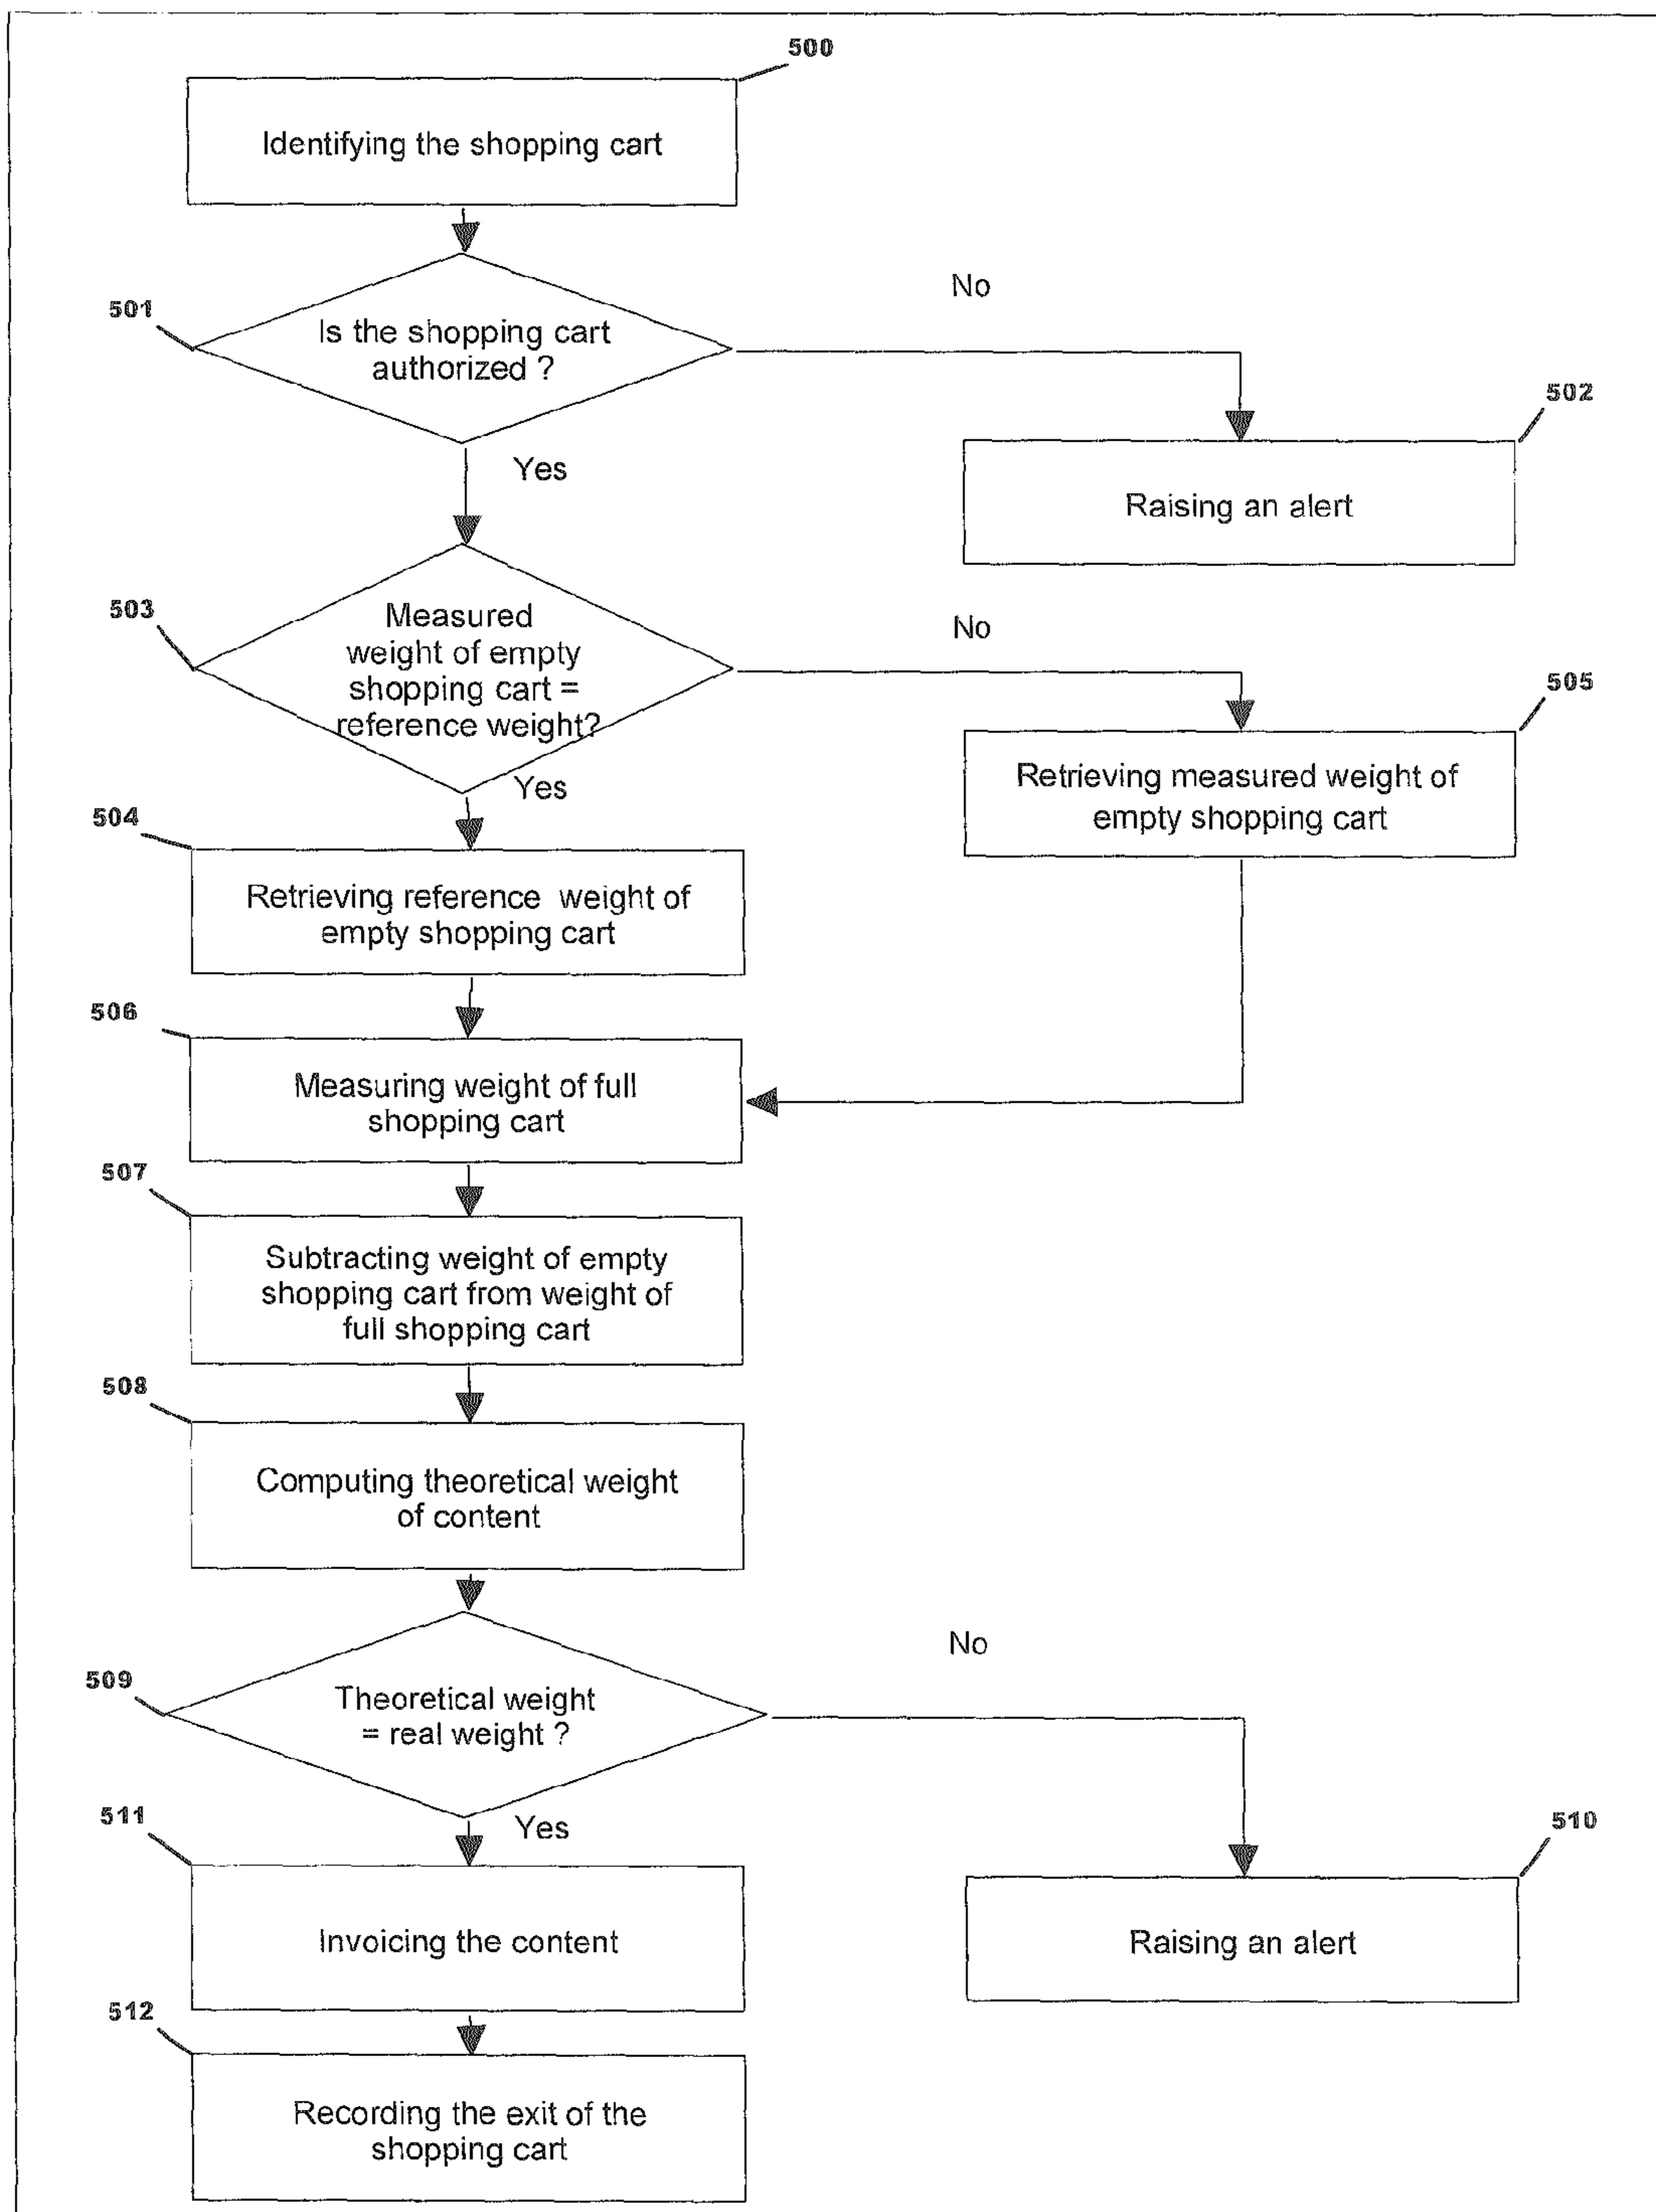 500
Identifying the shopping cart
501
Is the shopping cart
authorized ?
No
Yes
502
Raising an alert
503
Measured
weight of empty
shopping cart =
reference weight?
No
Yes
505
Retrieving measured weight of
empty shopping cart
504
Retrieving reference weight of
empty shopping cart
506
Measuring weight of full
shopping cart
507
Subtracting weight of empty
shopping cart from weight of
full shopping cart
508
Computing theoretical weight
of content
509
Theoretical weight
= real weight ?
No
Yes
510
Raising an alert
511
Invoicing the content
512
Recording the exit of the
shopping cart